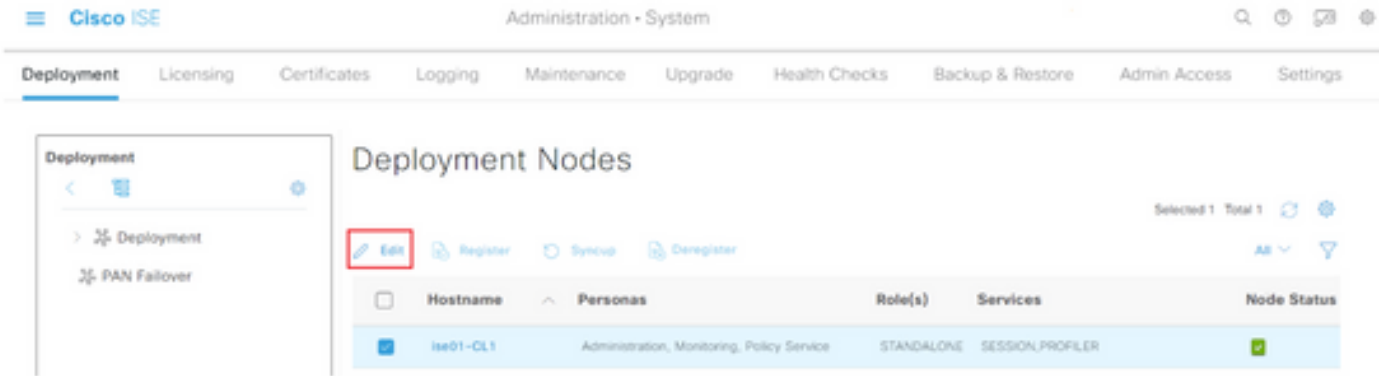 Cisco ISE
Administration • System
Deployment Licensing Certificates Logging Maintenance Upgrade Health Checks Backup & Restore Admin Access Settings
Deployment
Deployment
PAN Failover
Deployment Nodes
Selected 1 Total 1
Edit Register Syncup Deregister
All
Hostname Personas Role(s) Services Node Status
ise01-CL1 Administration, Monitoring, Policy Service STANDALONE SESSION,PROFILER